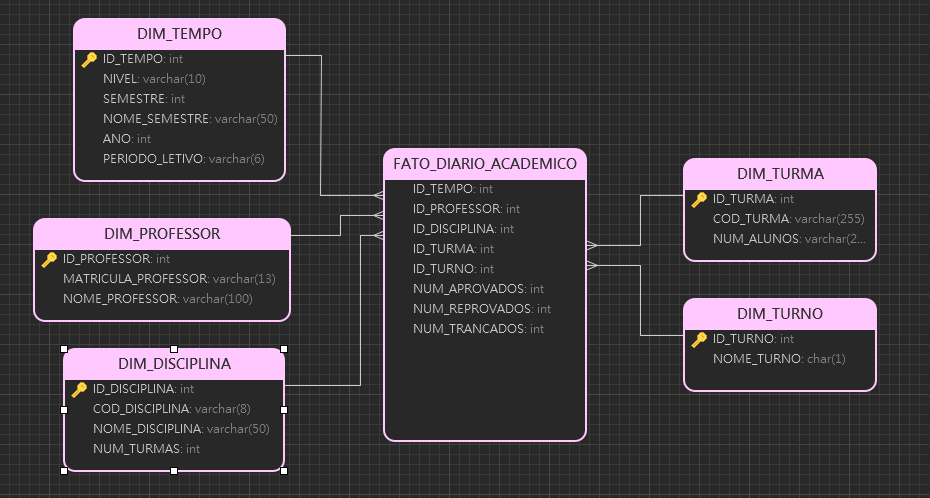 DIM_TEMPO
ID_TEMPO: int
NIVEL: varchar(10)
SEMESTRE: int
NOME_SEMESTRE: varchar(50)
ANO: int
PERIODO_LETIVO: varchar(6)
DIM_PROFESSOR
ID_PROFESSOR: int
MATRICULA_PROFESSOR: varchar(13)
NOME_PROFESSOR: varchar(100)
DIM_DISCIPLINA
ID_DISCIPLINA: int
COD_DISCIPLINA: varchar(8)
NOME_DISCIPLINA: varchar(50)
NUM_TURMAS: int
FATO_DIARIO_ACADEMICO
ID_TEMPO: int
ID_PROFESSOR: int
ID_DISCIPLINA: int
ID_TURMA: int
ID_TURNO: int
NUM_APROVADOS: int
NUM_REPROVADOS: int
NUM_TRANCADOS: int
DIM_TURMA
ID_TURMA: int
COD_TURMA: varchar(255)
NUM_ALUNOS: varchar(2...
DIM_TURNO
ID_TURNO: int
NOME_TURNO: char(1)